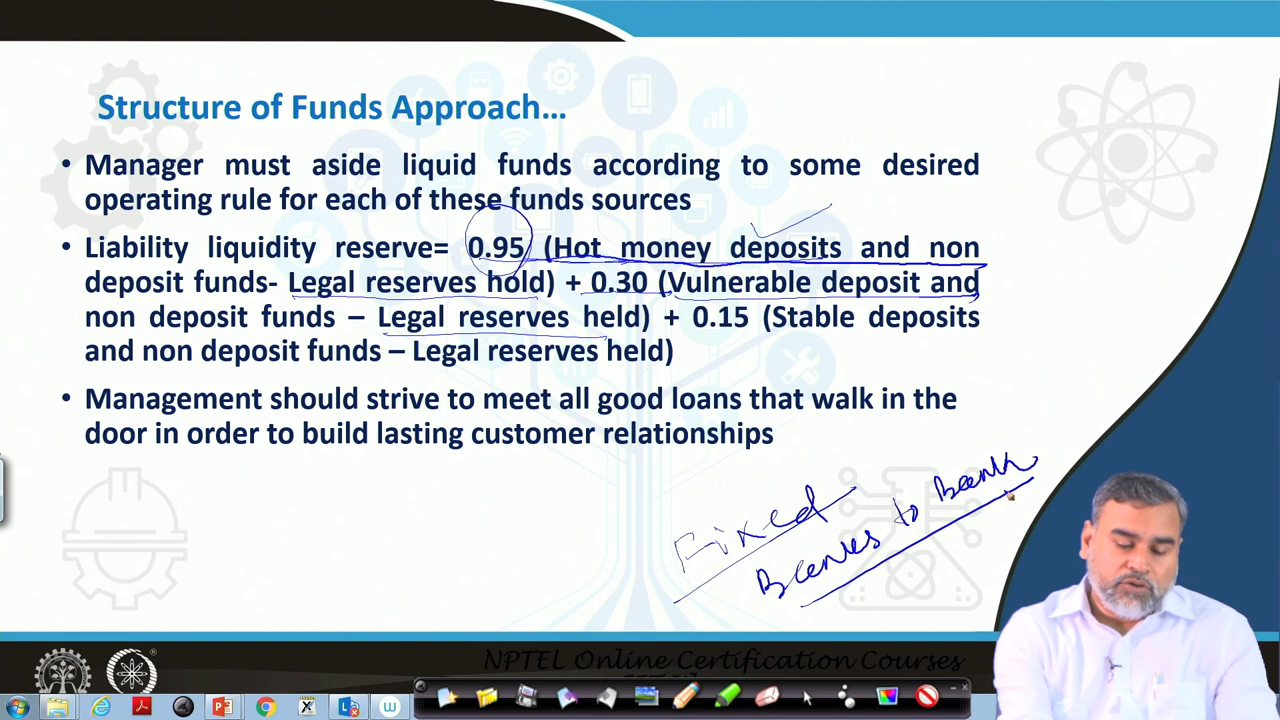 Structure of Funds Approach…
• Manager must aside liquid funds according to some desired
operating rule for each of these funds sources
• Liability liquidity reserve= 0.95 (Hot money deposits and non
deposit funds- Legal reserves hold) + 0.30 (Vulnerable deposit and
non deposit funds – Legal reserves held) + 0.15 (Stable deposits
and non deposit funds – Legal reserves held)
• Management should strive to meet all good loans that walk in the
door in order to build lasting customer relationships
Fixed
to
NPTEL Online Certification Courses